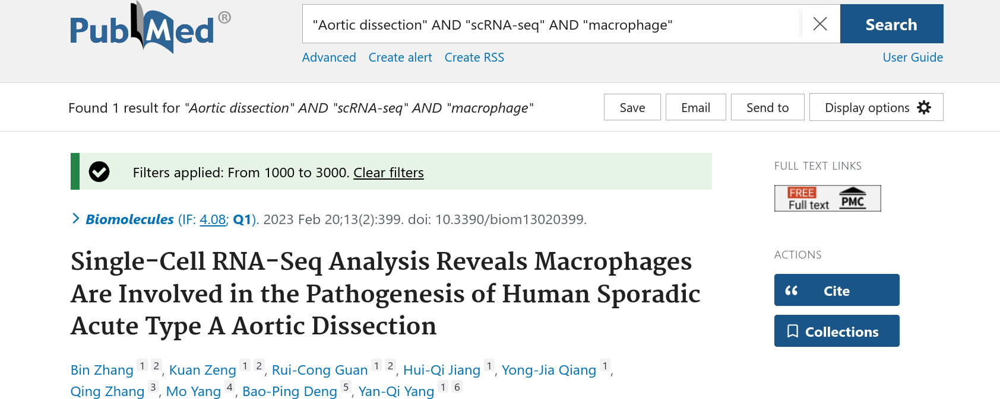 PubMed®
"Aortic dissection" AND "scRNA-seq" AND "macrophage"
Search
Advanced Create alert Create RSS User Guide
Found 1 result for "Aortic dissection" AND "scRNA-seq" AND "macrophage"
Save Email Send to Display options
Filters applied: From 1000 to 3000. Clear filters
FULL TEXT LINKS
FREE Full text PMC
Biomolecules (IF: 4.08; Q1). 2023 Feb 20;13(2):399. doi: 10.3390/biom13020399.
Single-Cell RNA-Seq Analysis Reveals Macrophages
Are Involved in the Pathogenesis of Human Sporadic
Acute Type A Aortic Dissection
ACTIONS
Cite
Collections
Bin Zhang 1 2, Kuan Zeng 1 2, Rui-Cong Guan 1 2, Hui-Qi Jiang 1, Yong-Jia Qiang 1,
Qing Zhang 3, Mo Yang 4, Bao-Ping Deng 5, Yan-Qi Yang 1 6